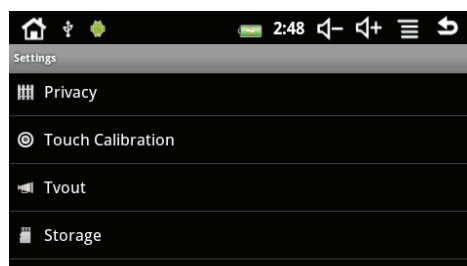 2:48
Settings
Privacy
Touch Calibration
Tvout
Storage